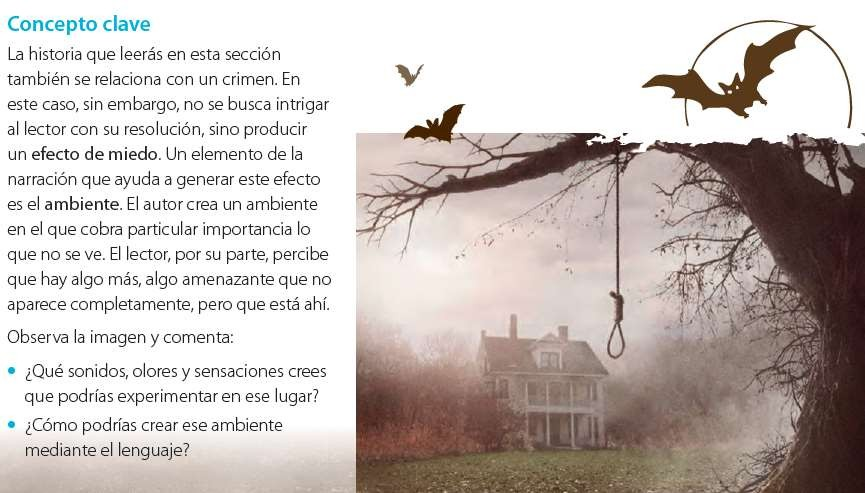 Concepto clave
La historia que leerás en esta sección
también se relaciona con un crimen. En
este caso, sin embargo, no se busca intrigar
al lector con su resolución, sino producir
un efecto de miedo. Un elemento de la
narración que ayuda a generar este efecto
es el ambiente. El autor crea un ambiente
en el que cobra particular importancia lo
que no se ve. El lector, por su parte, percibe
que hay algo más, algo amenazante que no
aparece completamente, pero que está ahí.
Observa la imagen y comenta:
• ¿Qué sonidos, olores y sensaciones crees
que podrías experimentar en ese lugar?
• ¿Cómo podrías crear ese ambiente
mediante el lenguaje?